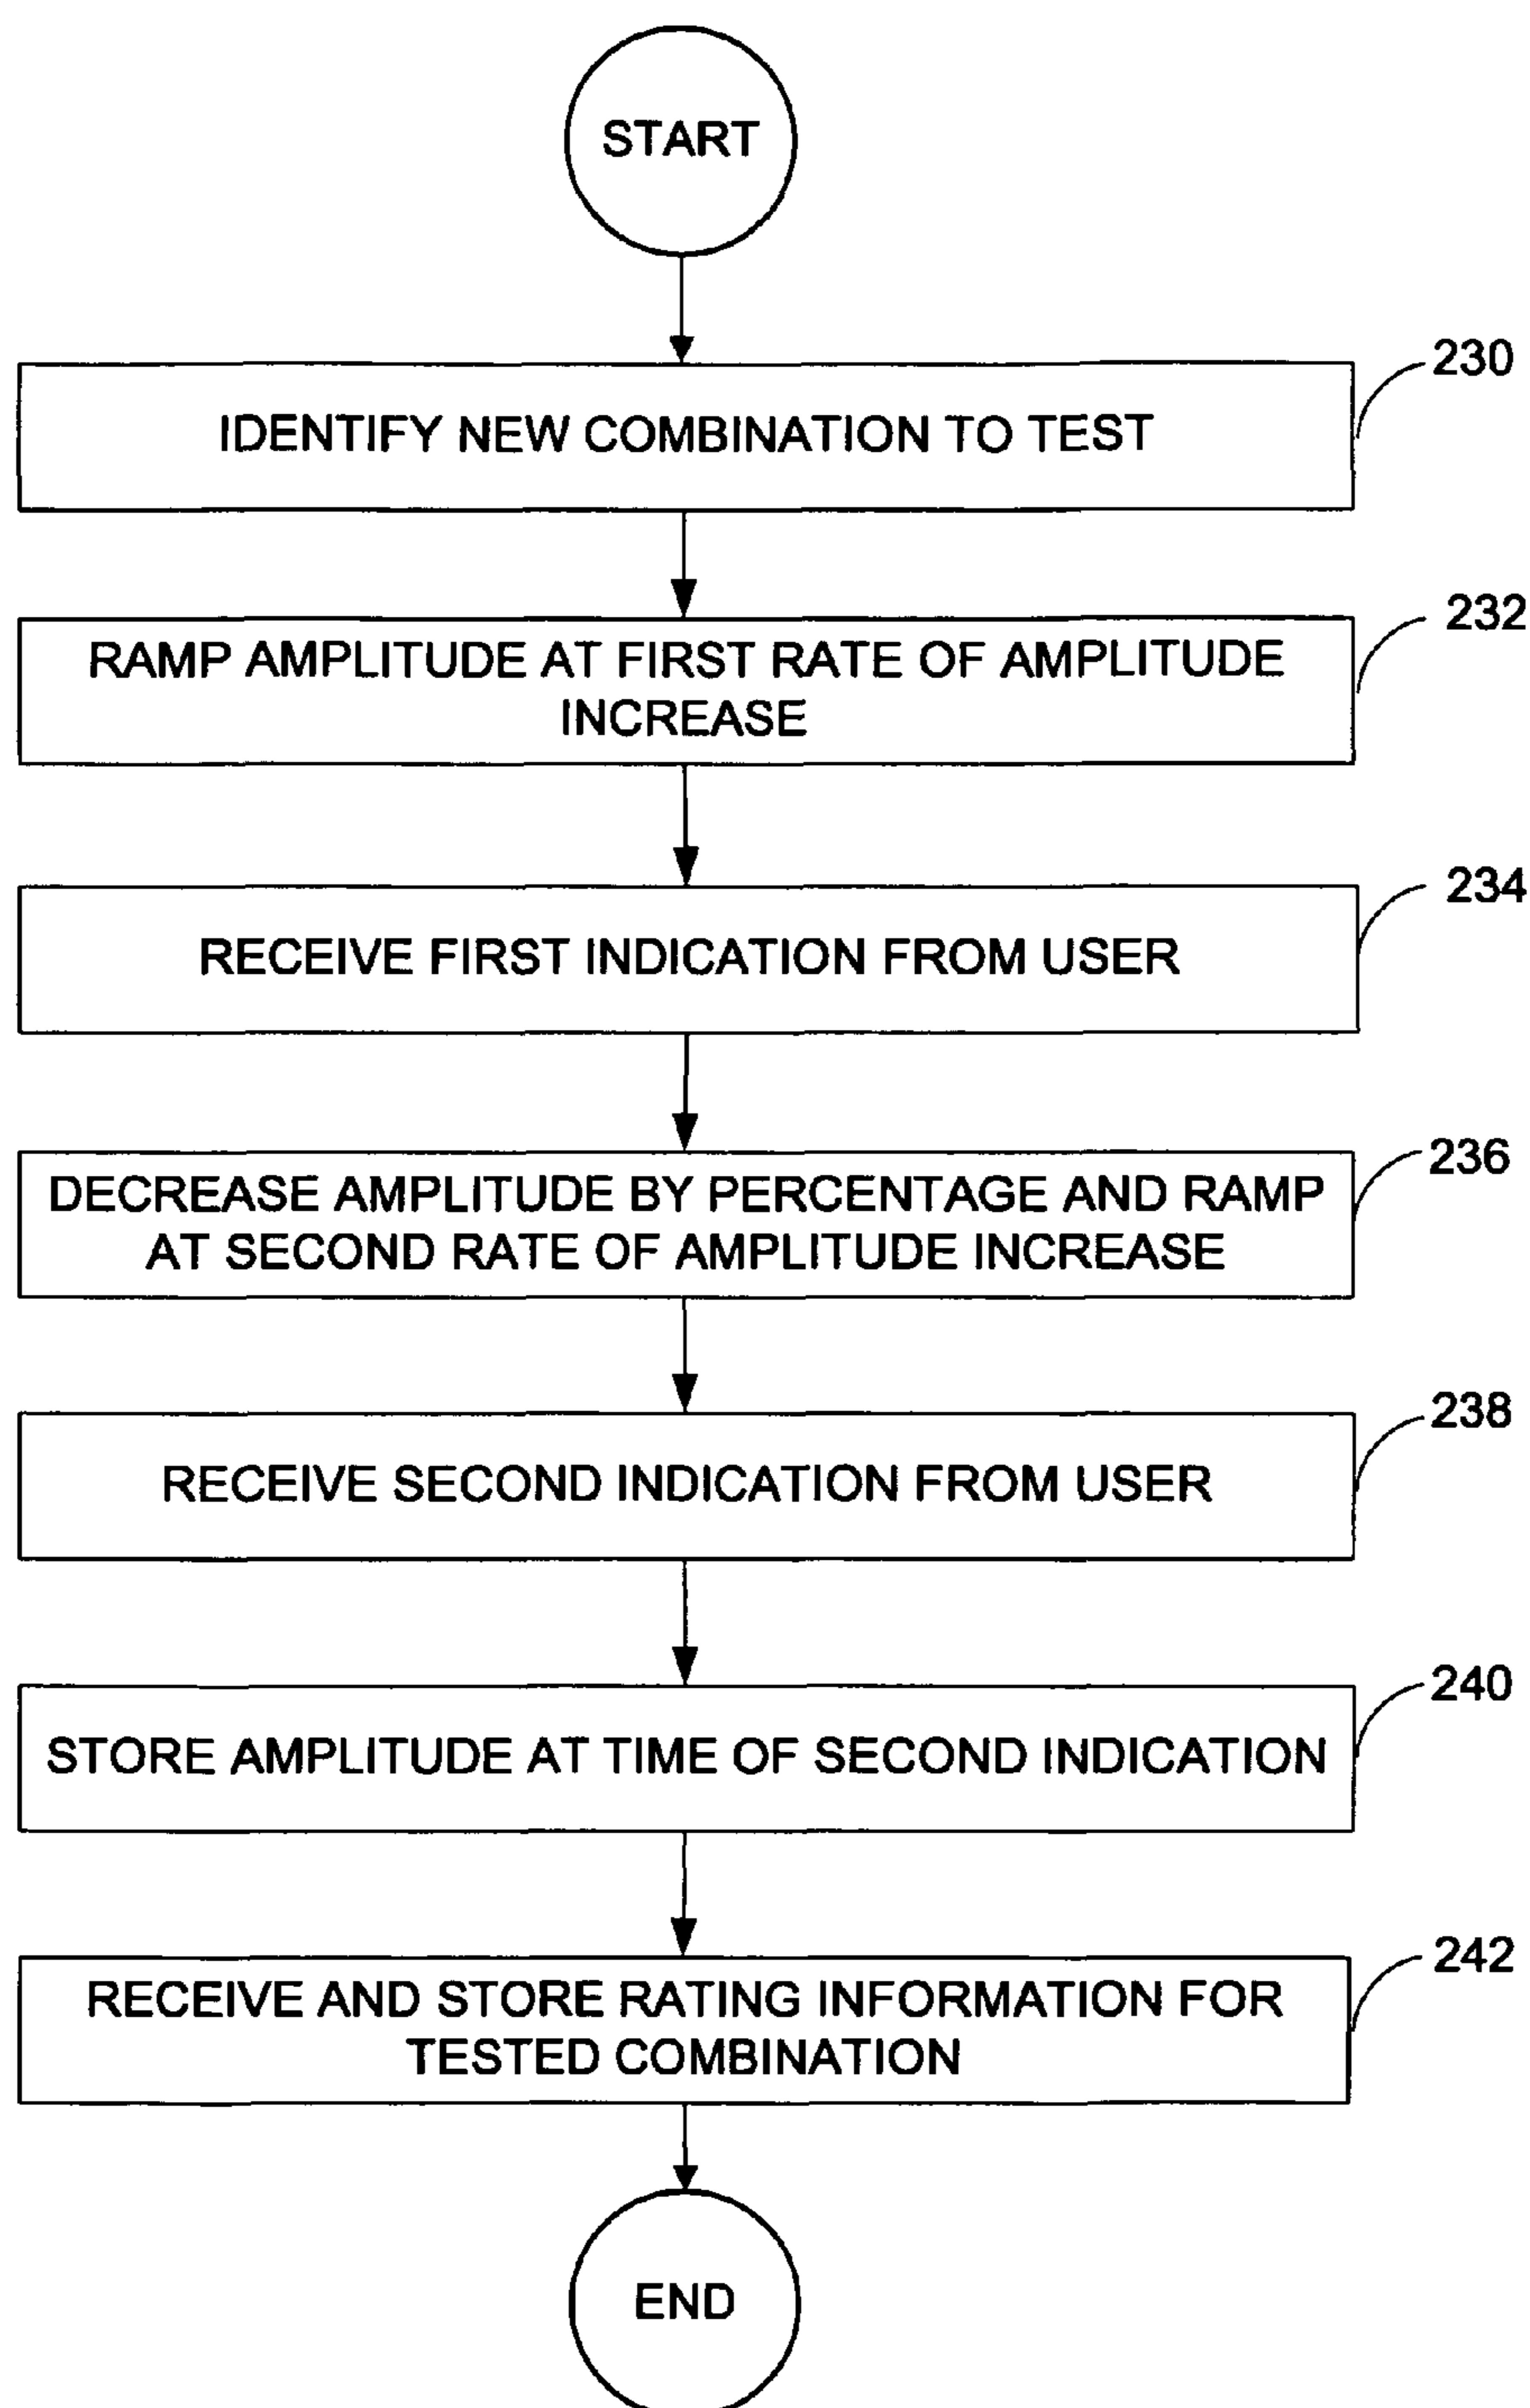 START
230
IDENTIFY NEW COMBINATION TO TEST
232
RAMP AMPLITUDE AT FIRST RATE OF AMPLITUDE
INCREASE
234
RECEIVE FIRST INDICATION FROM USER
236
DECREASE AMPLITUDE BY PERCENTAGE AND RAMP
AT SECOND RATE OF AMPLITUDE INCREASE
238
RECEIVE SECOND INDICATION FROM USER
240
STORE AMPLITUDE AT TIME OF SECOND INDICATION
242
RECEIVE AND STORE RATING INFORMATION FOR
TESTED COMBINATION
END